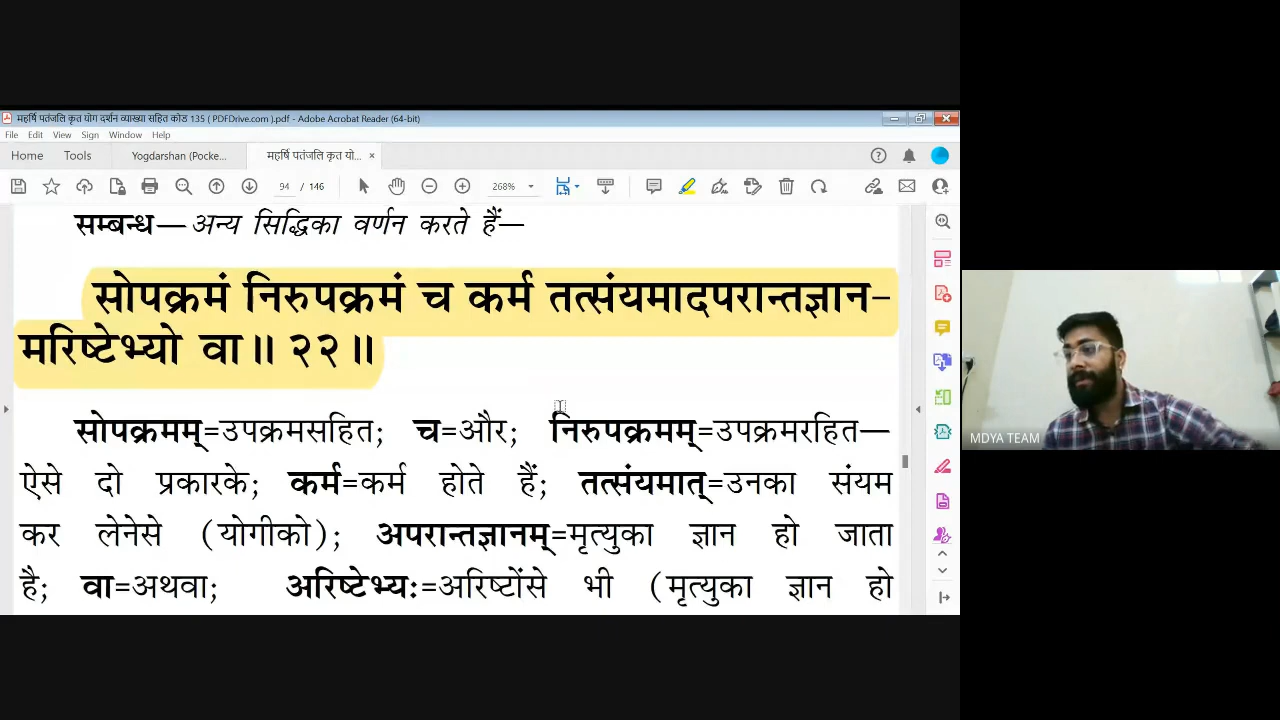 महर्षि पतंजलि कृत योग दर्शन व्याख्या सहित कोड 135 ( PDFDrive.com ).pdf - Adobe Acrobat Reader (64-bit)
File Edit View Sign Window Help
Home Tools Yogdarshan (Pocke... महर्षि पतंजलि कृत यो... ×
94 / 146 268%
सम्बन्ध—अन्य सिद्धिका वर्णन करते हैं—
सोपक्रमं निरुपक्रमं च कर्म तत्संयमादपरान्तज्ञान-
मरिष्टेभ्यो वा॥ २२॥
सोपक्रमम्=उपक्रमसहित; च=और; निरुपक्रमम्=उपक्रमरहित—
ऐसे दो प्रकारके; कर्म=कर्म होते हैं; तत्संयमात्=उनका संयम
कर लेनेसे (योगीको); अपरान्तज्ञानम्=मृत्युका ज्ञान हो जाता
है; वा=अथवा; अरिष्टेभ्यः=अरिष्टोंसे भी (मृत्युका ज्ञान हो
MDYA TEAM